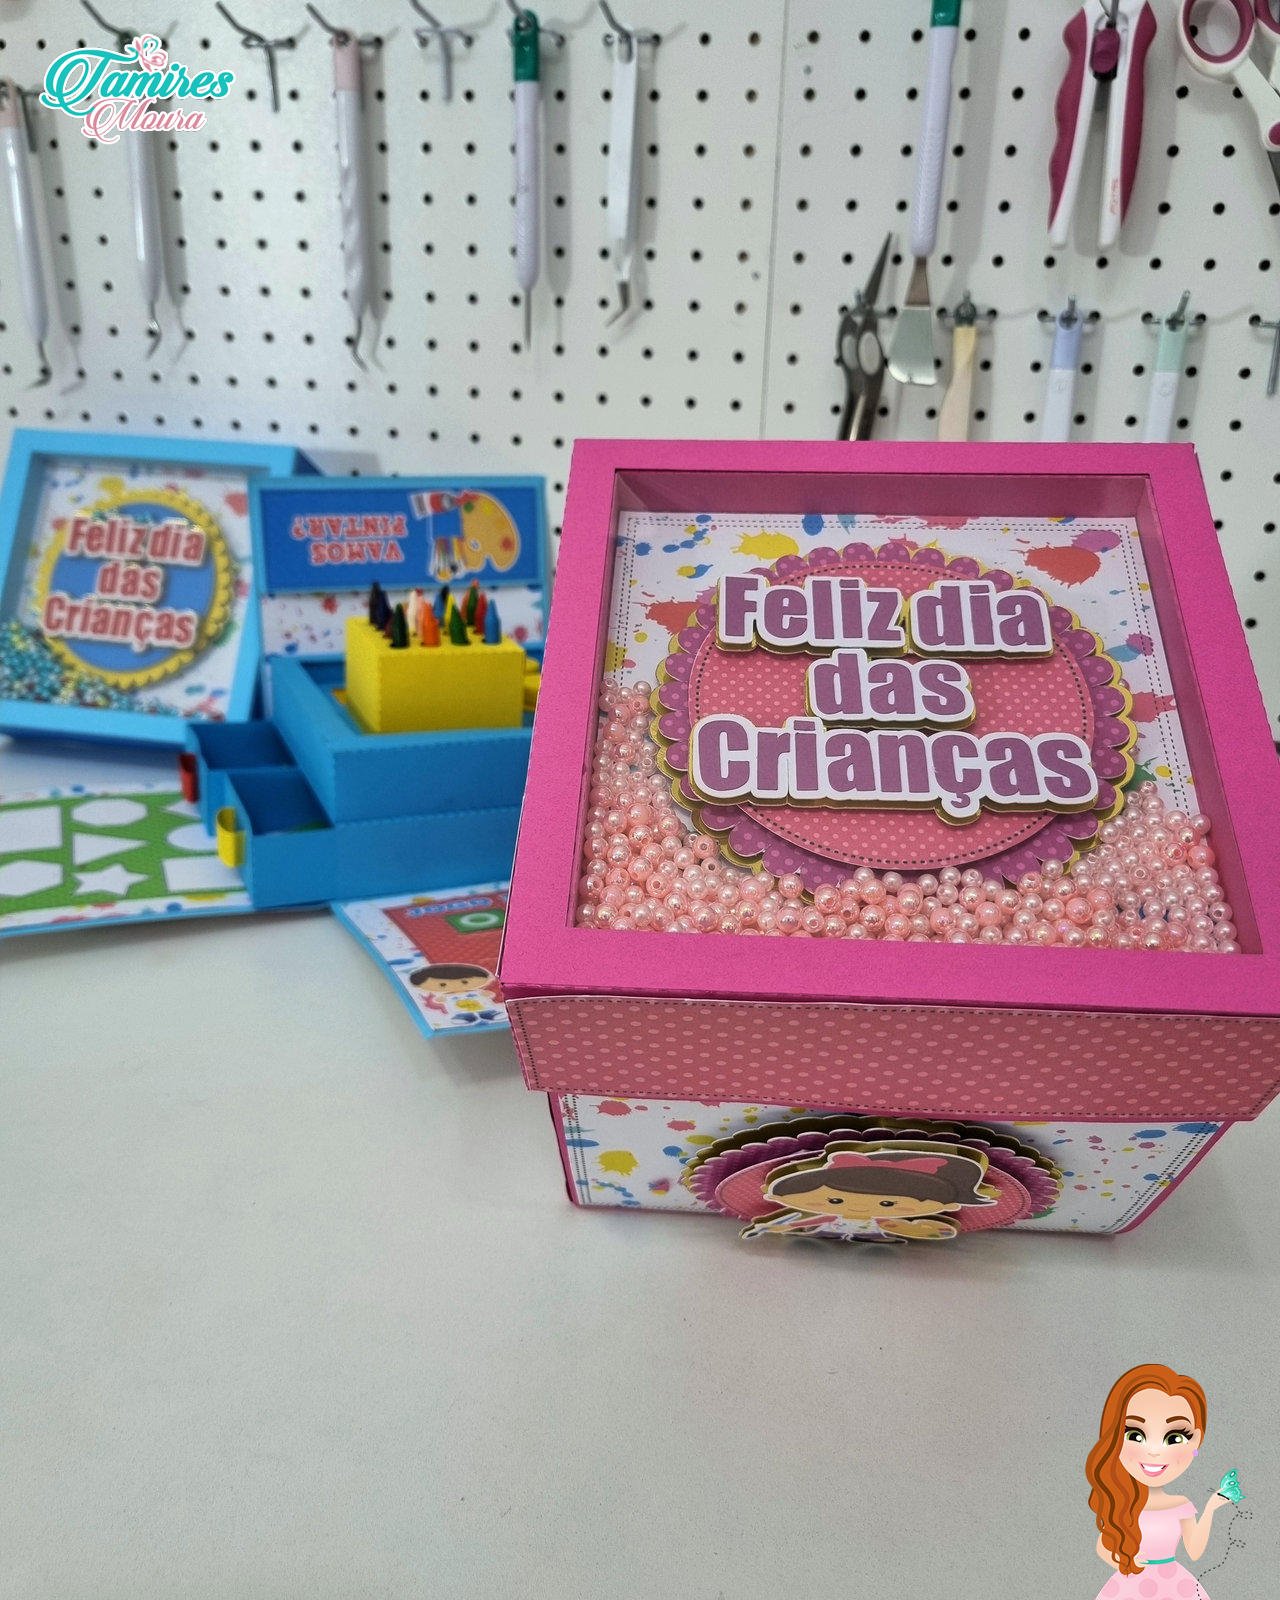 Tamires
Moura
Feliz dia
das
Crianças
VAMOS
PINTAR?
Feliz dia
das
Crianças